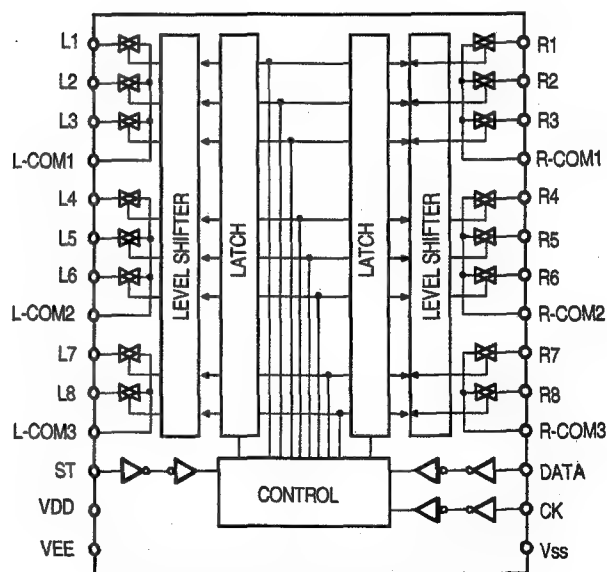 L1
L2
L3
L-COM1
L4
L5
L6
L-COM2
L7
L8
L-COM3
ST
VDD
VEE
LEVEL SHIFTER
LATCH
LATCH
LEVEL SHIFTER
CONTROL
R1
R2
R3
R-COM1
R4
R5
R6
R-COM2
R7
R8
R-COM3
DATA
CK
Vss